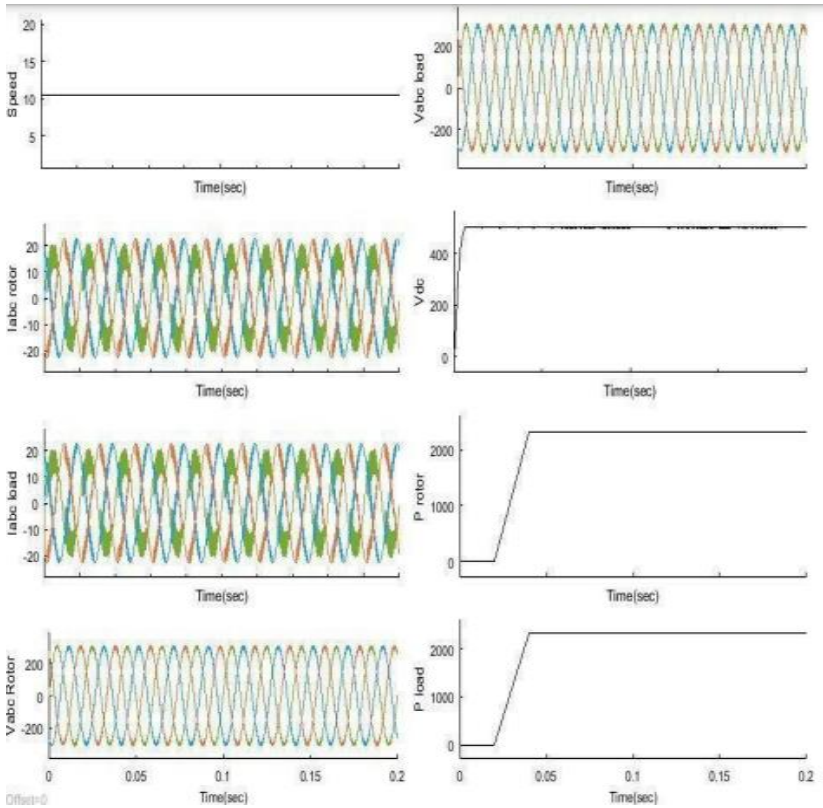 Speed
20
15
10
5
Time(sec)
Vabc load
200
0
-200
Time(sec)
Iabc rotor
20
10
0
-10
-20
Time(sec)
Vdc
400
200
0
Time(sec)
Iabc load
20
10
0
-10
-20
Time(sec)
P rotor
2000
1000
0
Time(sec)
Vabc Rotor
200
0
-200
0 0.05 0.1 0.15 0.2
Time(sec)
P load
2000
1000
0
0 0.05 0.1 0.15 0.2
Time(sec)
Offset=0